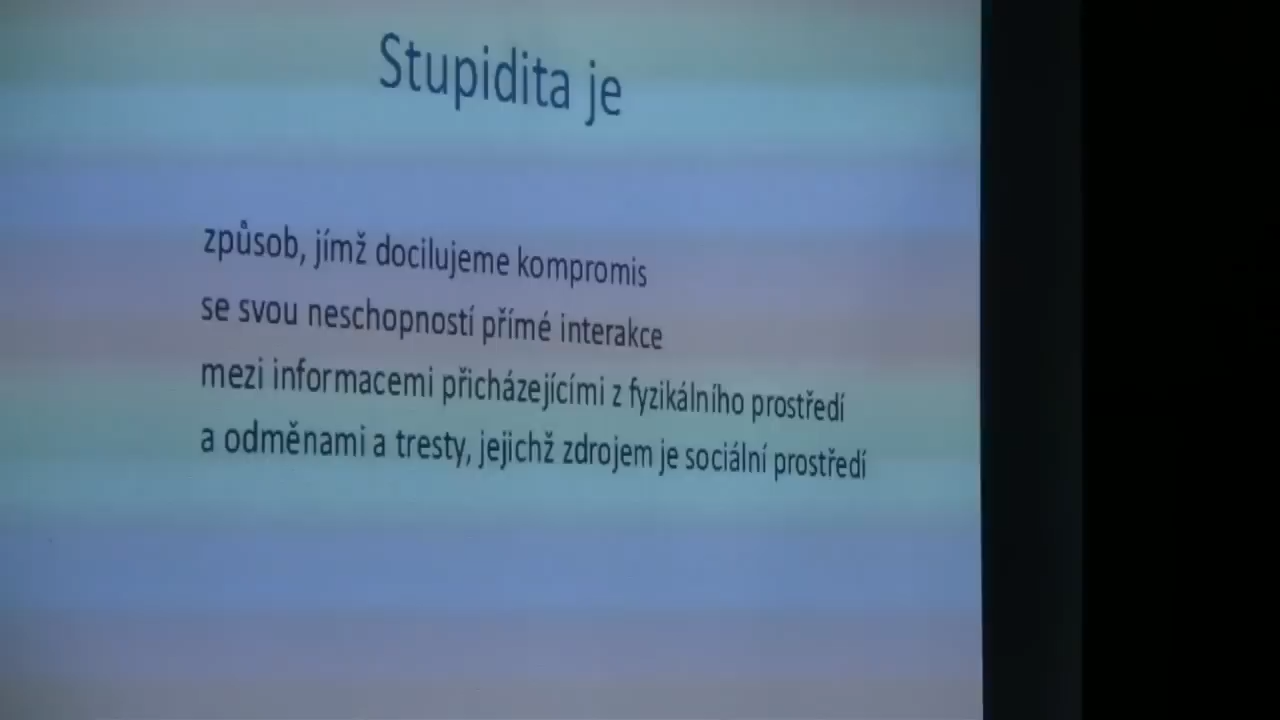 Stupidita je
způsob, jímž docilujeme kompromis
se svou neschopností přímé interakce
mezi informacemi přicházejícími z fyzikálního prostředí
a odměnami a tresty, jejichž zdrojem je sociální prostředí